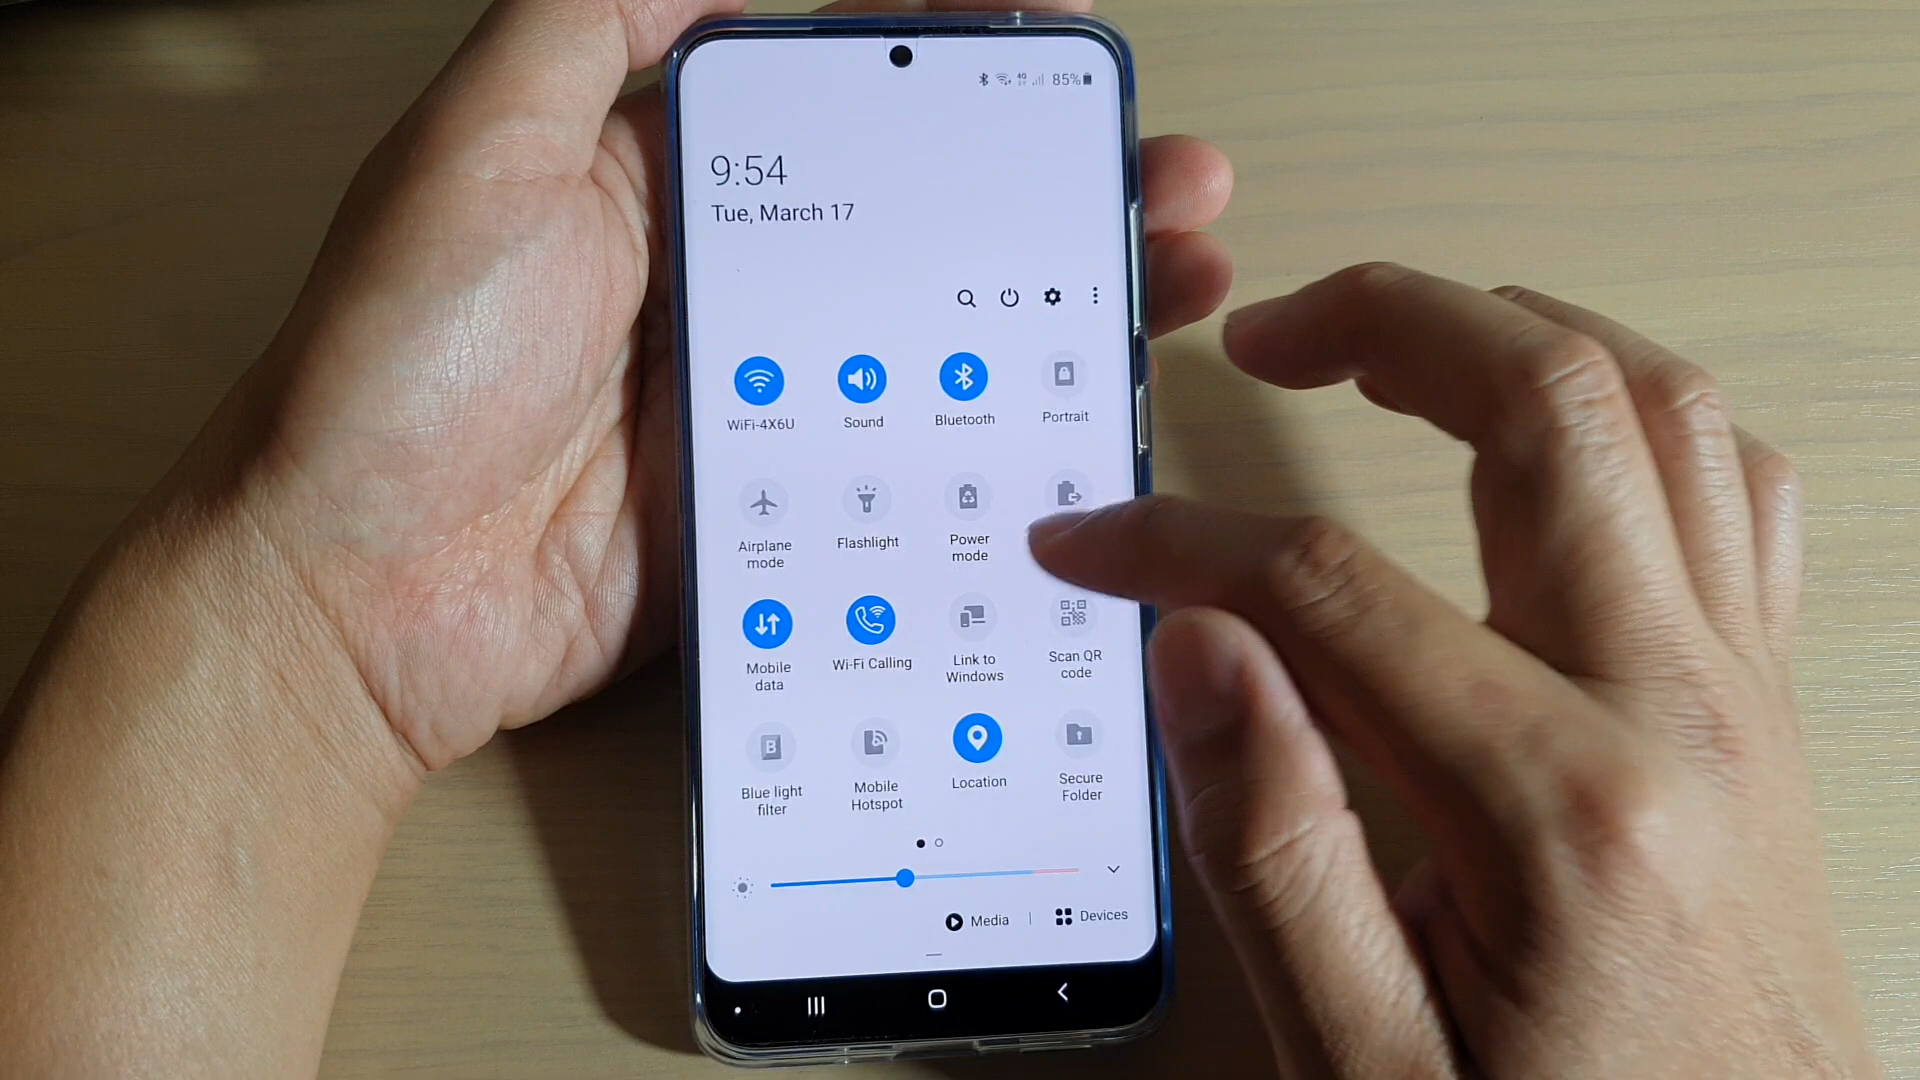 4G 85%
9:54
Tue, March 17
WiFi-4X6U Sound Bluetooth Portrait
Airplane mode
Flashlight
Power mode
Mobile data
Wi-Fi Calling
Link to Windows
Scan QR code
B
Blue light filter
Mobile Hotspot
Location
Secure Folder
Media | Devices